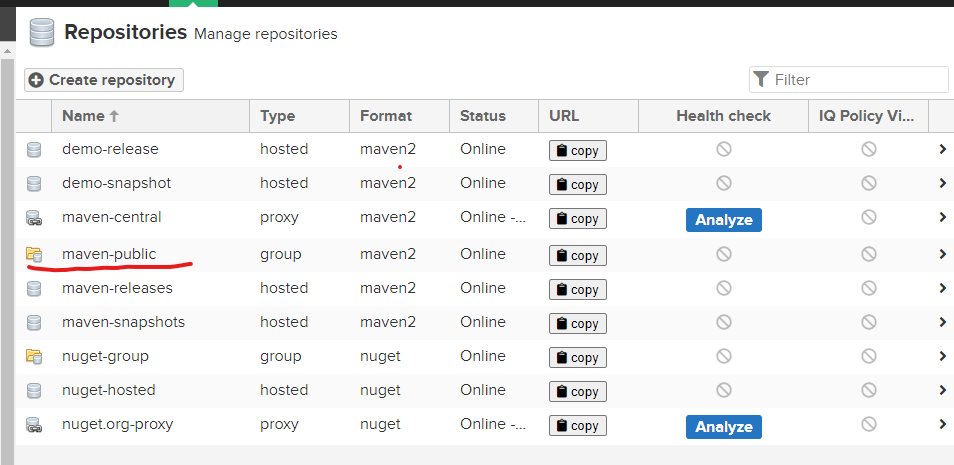 Repositories Manage repositories
Create repository Filter
Name Type Format Status URL Health check IQ Policy Vi...
demo-release hosted maven2 Online copy
demo-snapshot hosted maven2 Online copy
maven-central proxy maven2 Online -... copy Analyze
maven-public group maven2 Online copy
maven-releases hosted maven2 Online copy
maven-snapshots hosted maven2 Online copy
nuget-group group nuget Online copy
nuget-hosted hosted nuget Online copy
nuget.org-proxy proxy nuget Online -... copy Analyze